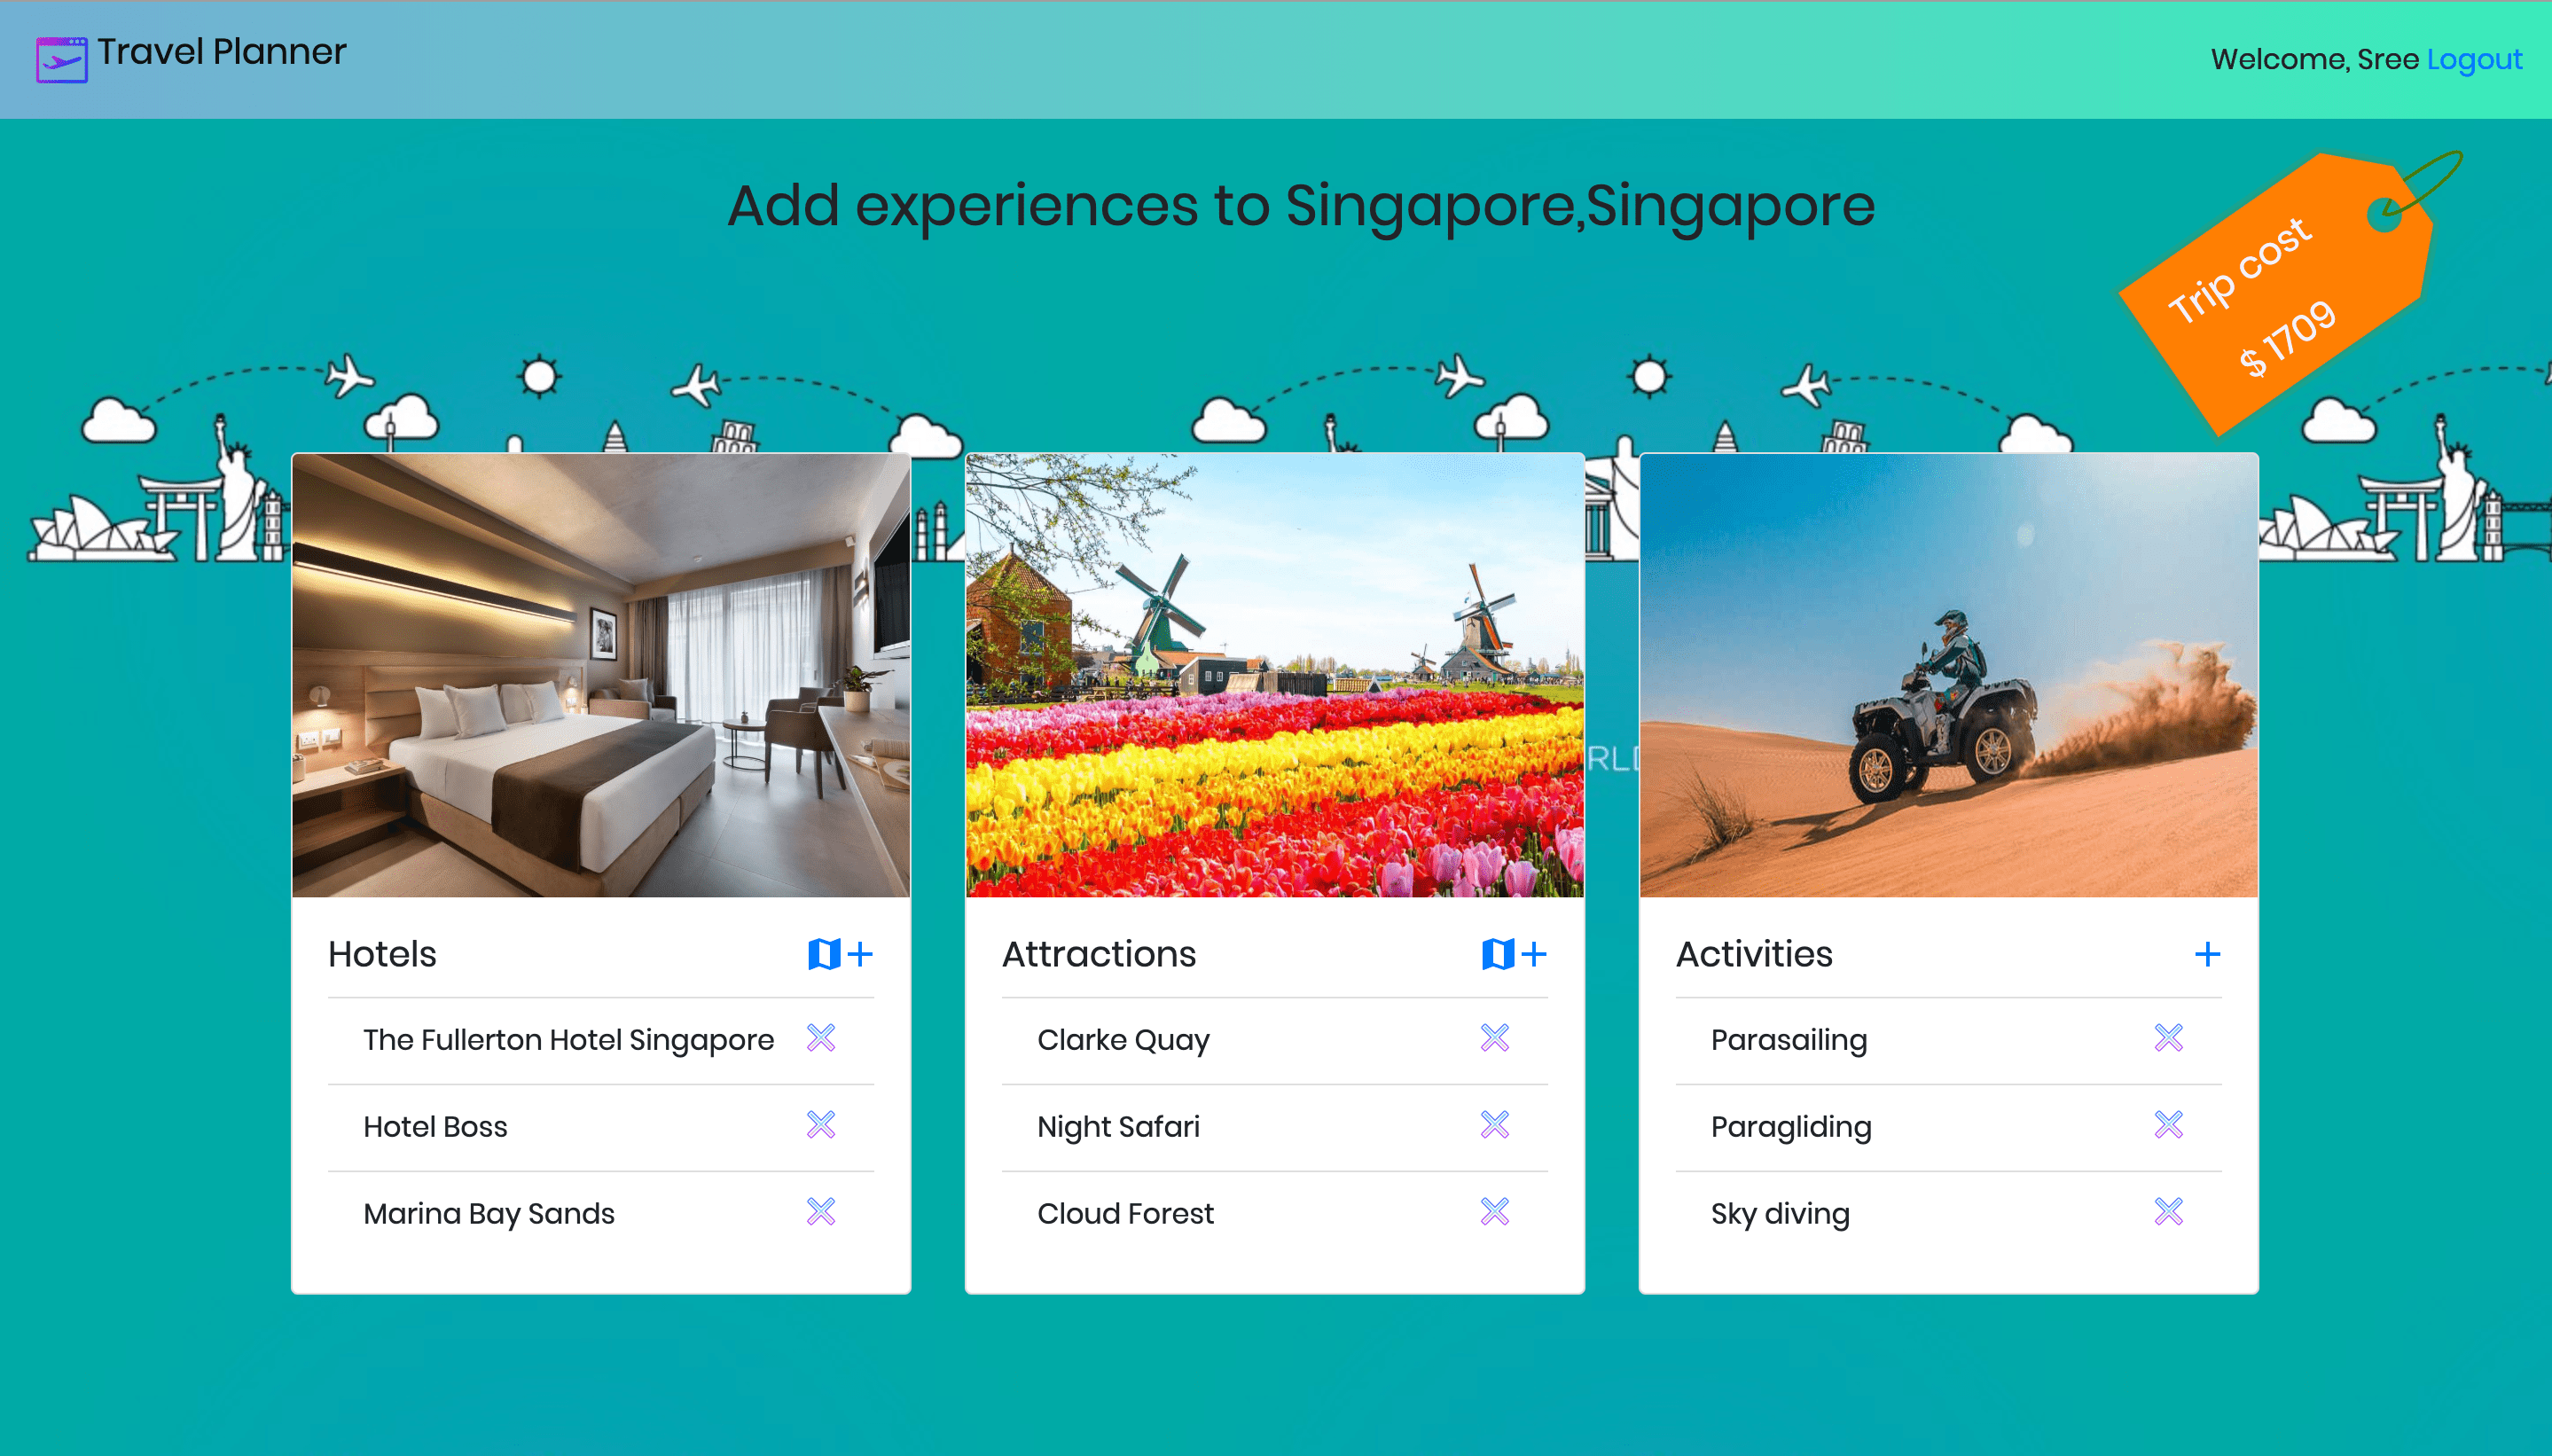 Travel Planner
Welcome, Sree Logout
Add experiences to Singapore,Singapore
Trip cost
$ 1709
Hotels
The Fullerton Hotel Singapore
Hotel Boss
Marina Bay Sands
Attractions
Clarke Quay
Night Safari
Cloud Forest
Activities
Parasailing
Paragliding
Sky diving